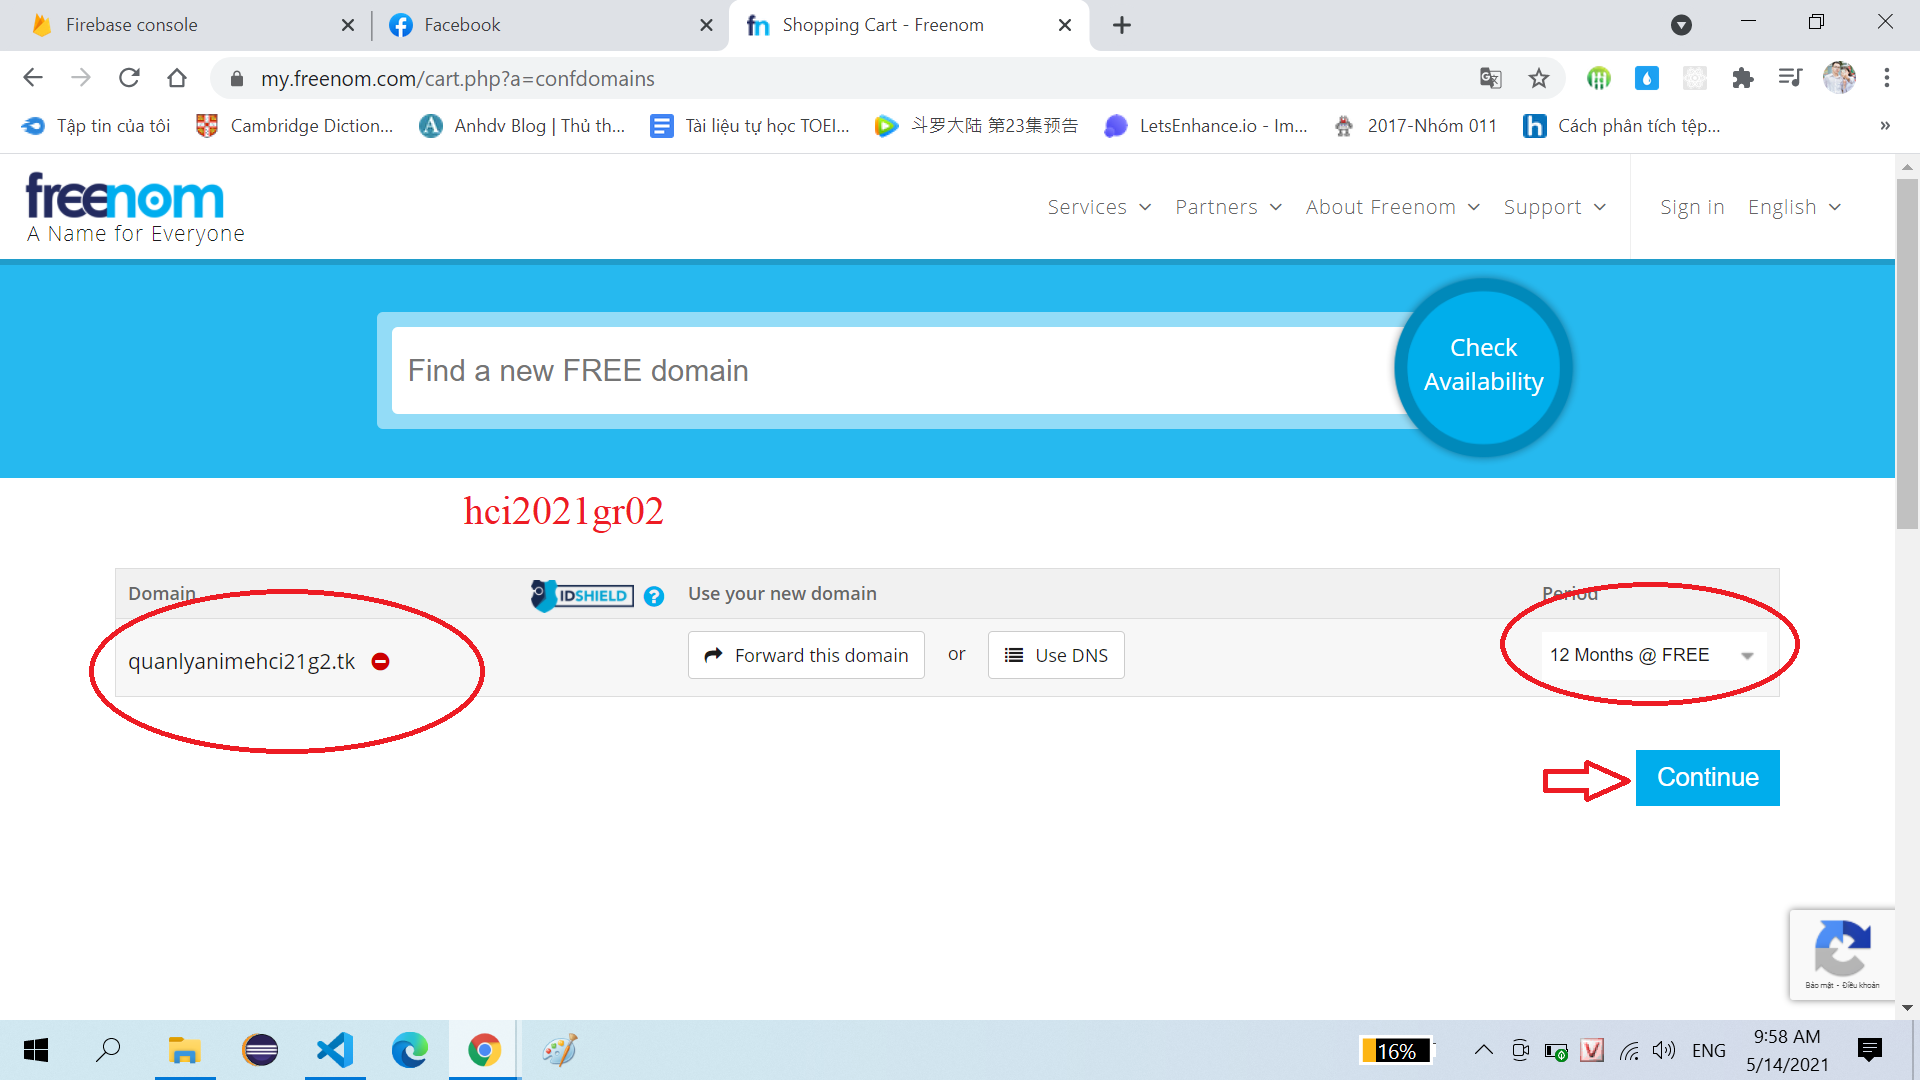 Firebase console
Facebook
Shopping Cart - Freenom
my.freenom.com/cart.php?a=confdomains
Tập tin của tôi
Cambridge Diction...
Anhdv Blog | Thủ th...
Tài liệu tự học TOEI...
斗罗大陆 第23集预告
LetsEnhance.io - Im...
2017-Nhóm 011
Cách phân tích tệp...
»
freenom
A Name for Everyone
Services
Partners
About Freenom
Support
Sign in
English
Find a new FREE domain
Check
Availability
hci2021gr02
Domain
IDSHIELD
Use your new domain
Period
quanlyanimehci21g2.tk
Forward this domain
or
Use DNS
12 Months @ FREE
Continue
Bảo mật - Điều khoản
16%
ENG
9:58 AM
5/14/2021